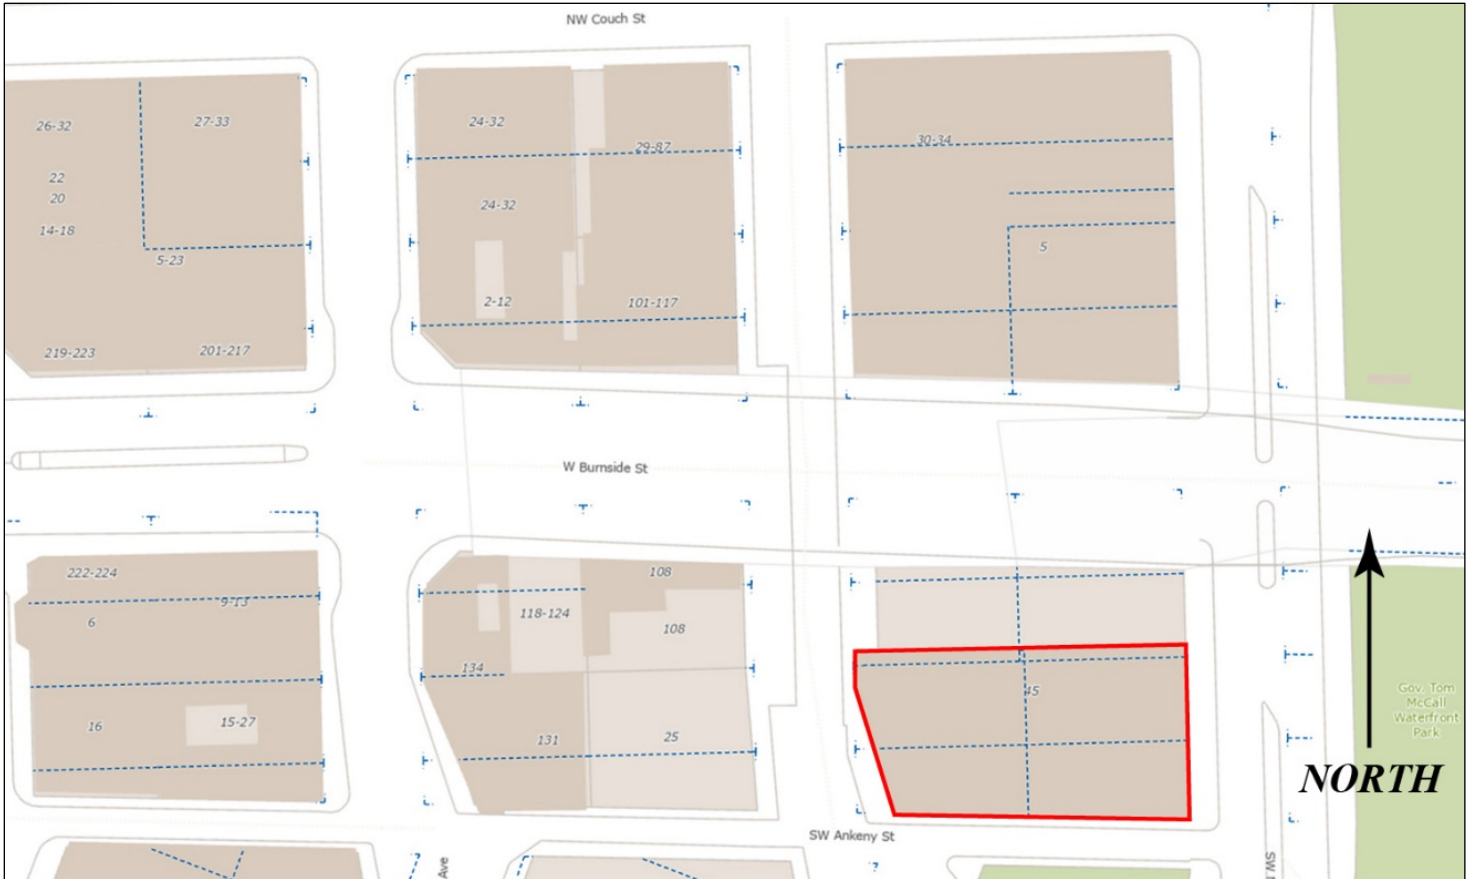 NW Couch St
26-32
27-33
24-32
29-87
30-34
22
20
14-18
24-32
5-23
5
2-12
101-117
219-223
201-217
W Burnside St
222-224
9-13
6
118-124
108
108
134
16
15-27
131
25
45
Gov. Tom
McCall
Waterfront
Park
NORTH
SW Ankeny St
Ave
SW